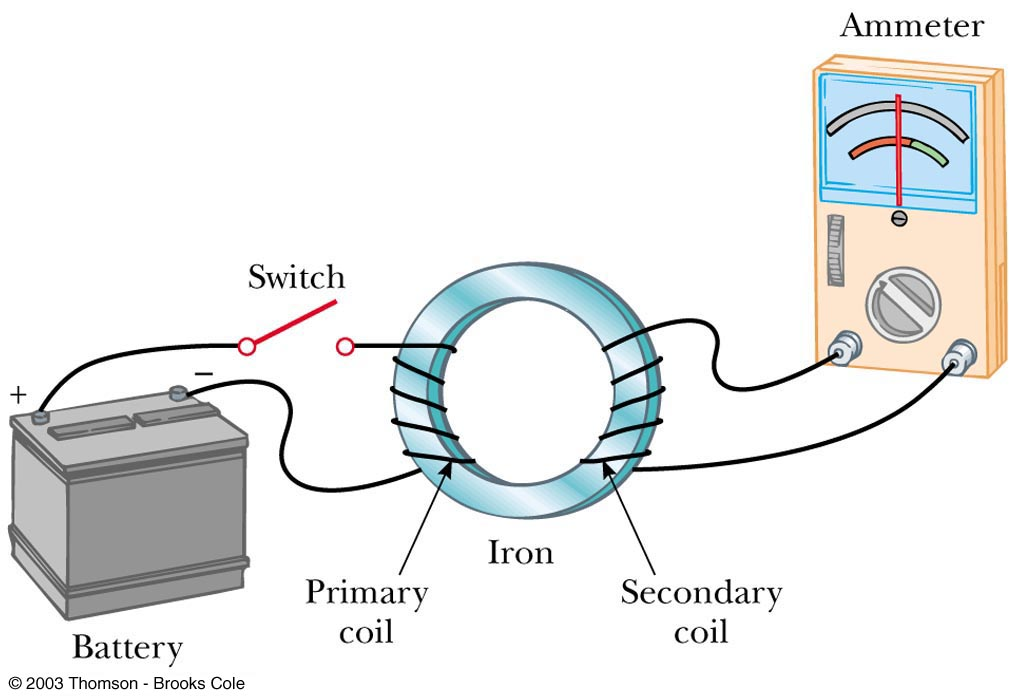 Ammeter
Switch
+
−
Iron
Primary
coil
Secondary
coil
Battery
© 2003 Thomson - Brooks Cole